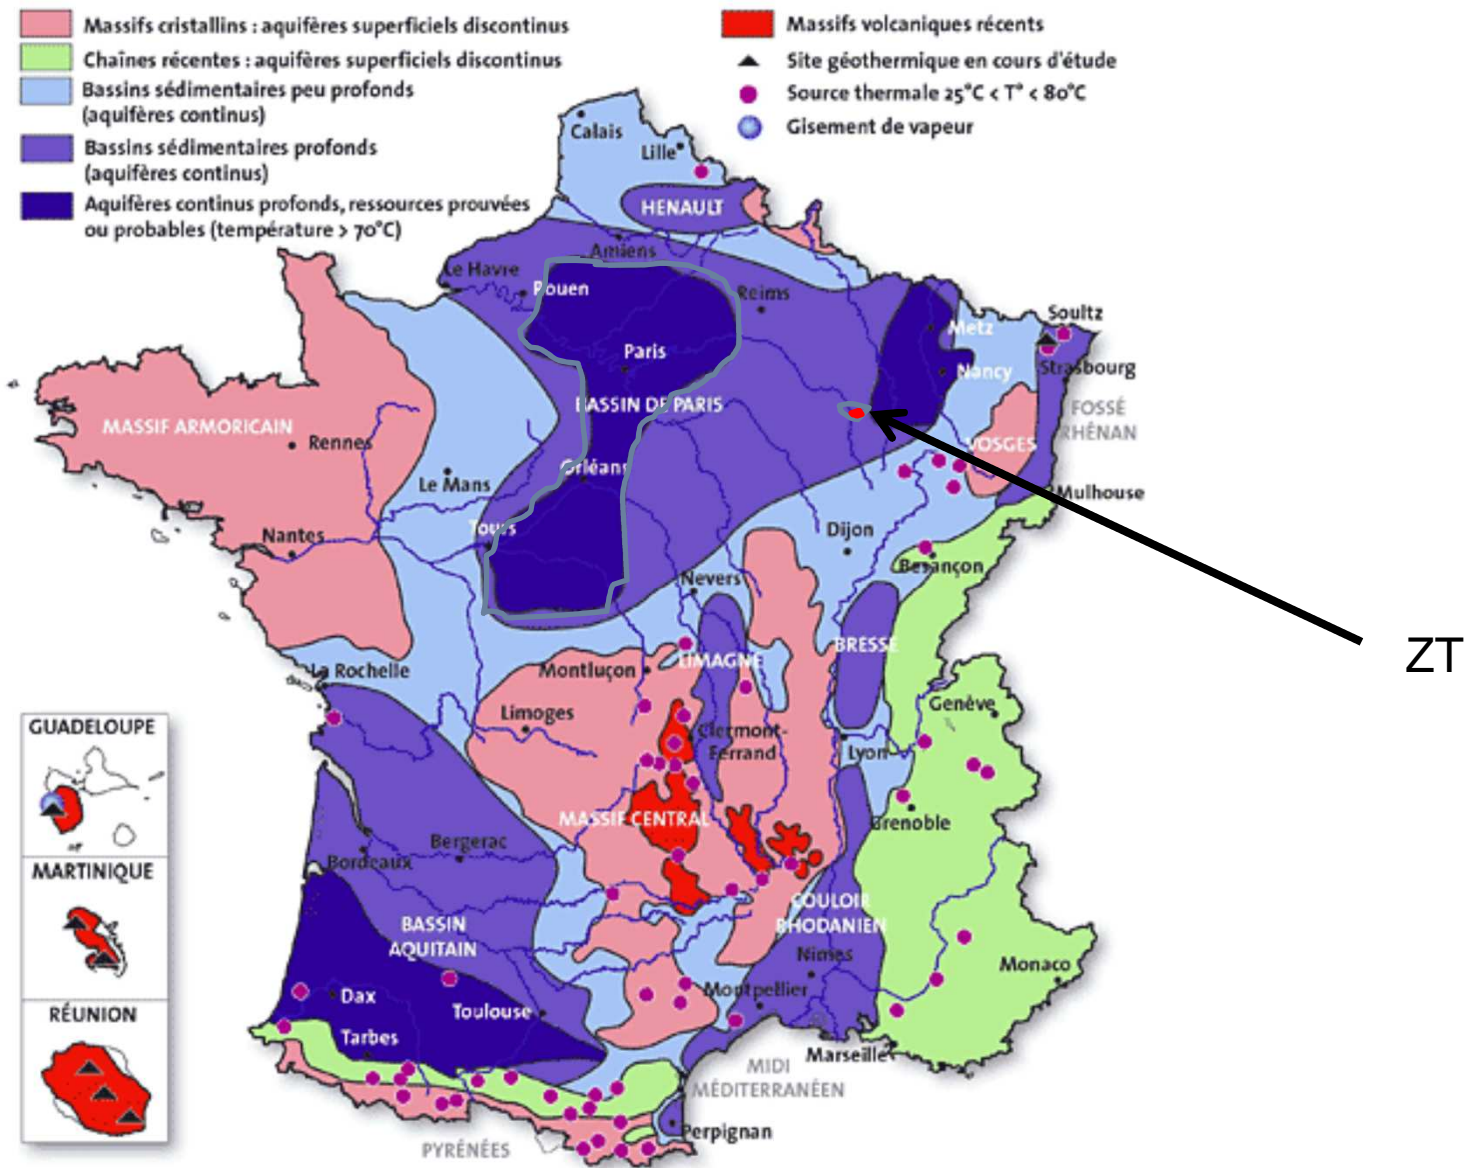 Massifs cristallins : aquifères superficiels discontinus
Chaînes récentes : aquifères superficiels discontinus
Bassins sédimentaires peu profonds
(aquifères continus)
Bassins sédimentaires profonds
(aquifères continus)
Aquifères continus profonds, ressources prouvées
ou probables (température > 70°C)
Massifs volcaniques récents
Site géothermique en cours d'étude
Source thermale 25°C < T° < 80°C
Gisement de vapeur
Calais
Lille
HENAULT
Amiens
Le Havre
Rouen
Reims
Soultz
Metz
Paris
Nancy
Strasbourg
BASSIN DE PARIS
FOSSÉ
RHÉNAN
MASSIF ARMORICAIN
Rennes
VOSGES
Orléans
Le Mans
Mulhouse
Tours
Dijon
Nantes
Besançon
Nevers
BRESSE
ZT
LIMAGNE
La Rochelle
Montluçon
Genève
Limoges
Clermont-
Ferrand
Lyon
GUADELOUPE
MASSIF CENTRAL
Grenoble
Bergerac
Bordeaux
MARTINIQUE
COULOIR
RHODANIEN
BASSIN
AQUITAIN
Nimes
Monaco
Montpellier
Dax
Toulouse
RÉUNION
Tarbes
Marseille
MIDI
MÉDITERRANÉEN
Perpignan
PYRÉNÉES